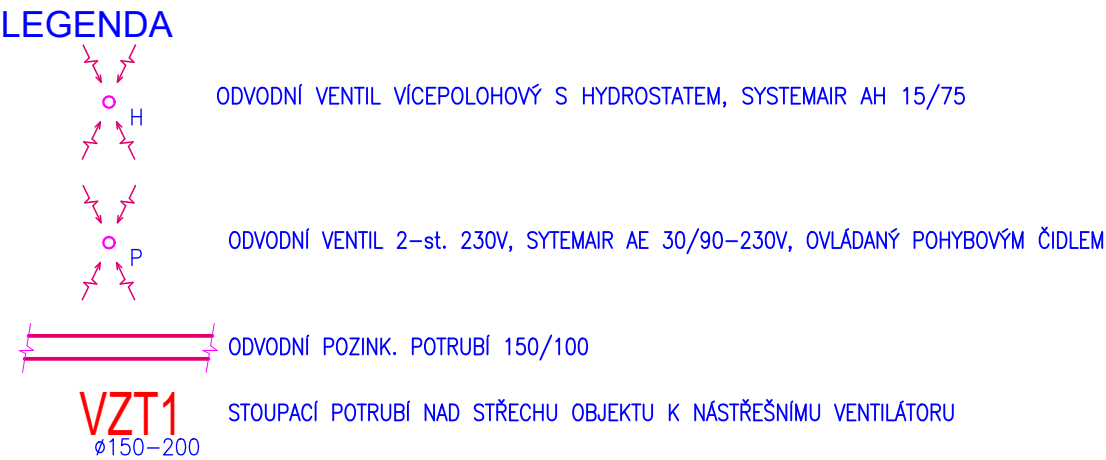 LEGENDA
H
ODVODNÍ VENTIL VÍCEPOLOHOVÝ S HYDROSTATEM, SYSTEMAIR AH 15/75
P
ODVODNÍ VENTIL 2-st. 230V, SYTEMAIR AE 30/90-230V, OVLÁDANÝ POHYBOVÝM ČIDLEM
ODVODNÍ POZINK. POTRUBÍ 150/100
VZT1
ø150-200
STOUPACÍ POTRUBÍ NAD STŘECHU OBJEKTU K NÁSTŘEŠNÍMU VENTILÁTORU